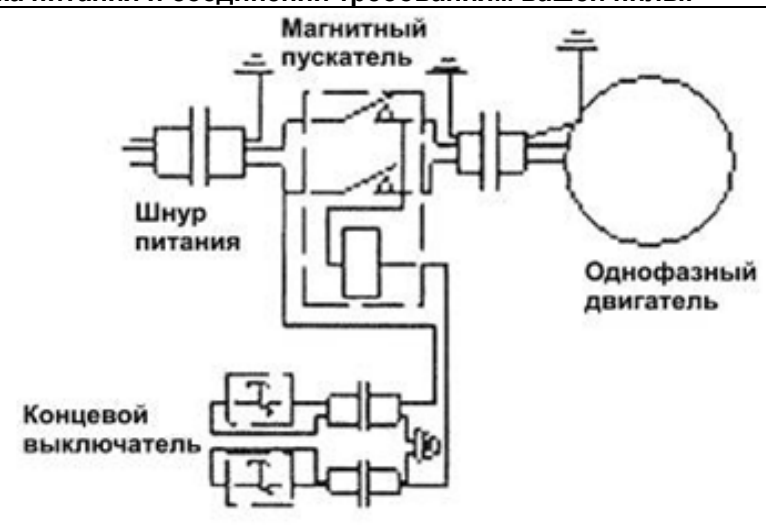 Магнитный
пускатель
Шнур
питания
Однофазный
двигатель
Концевой
выключатель